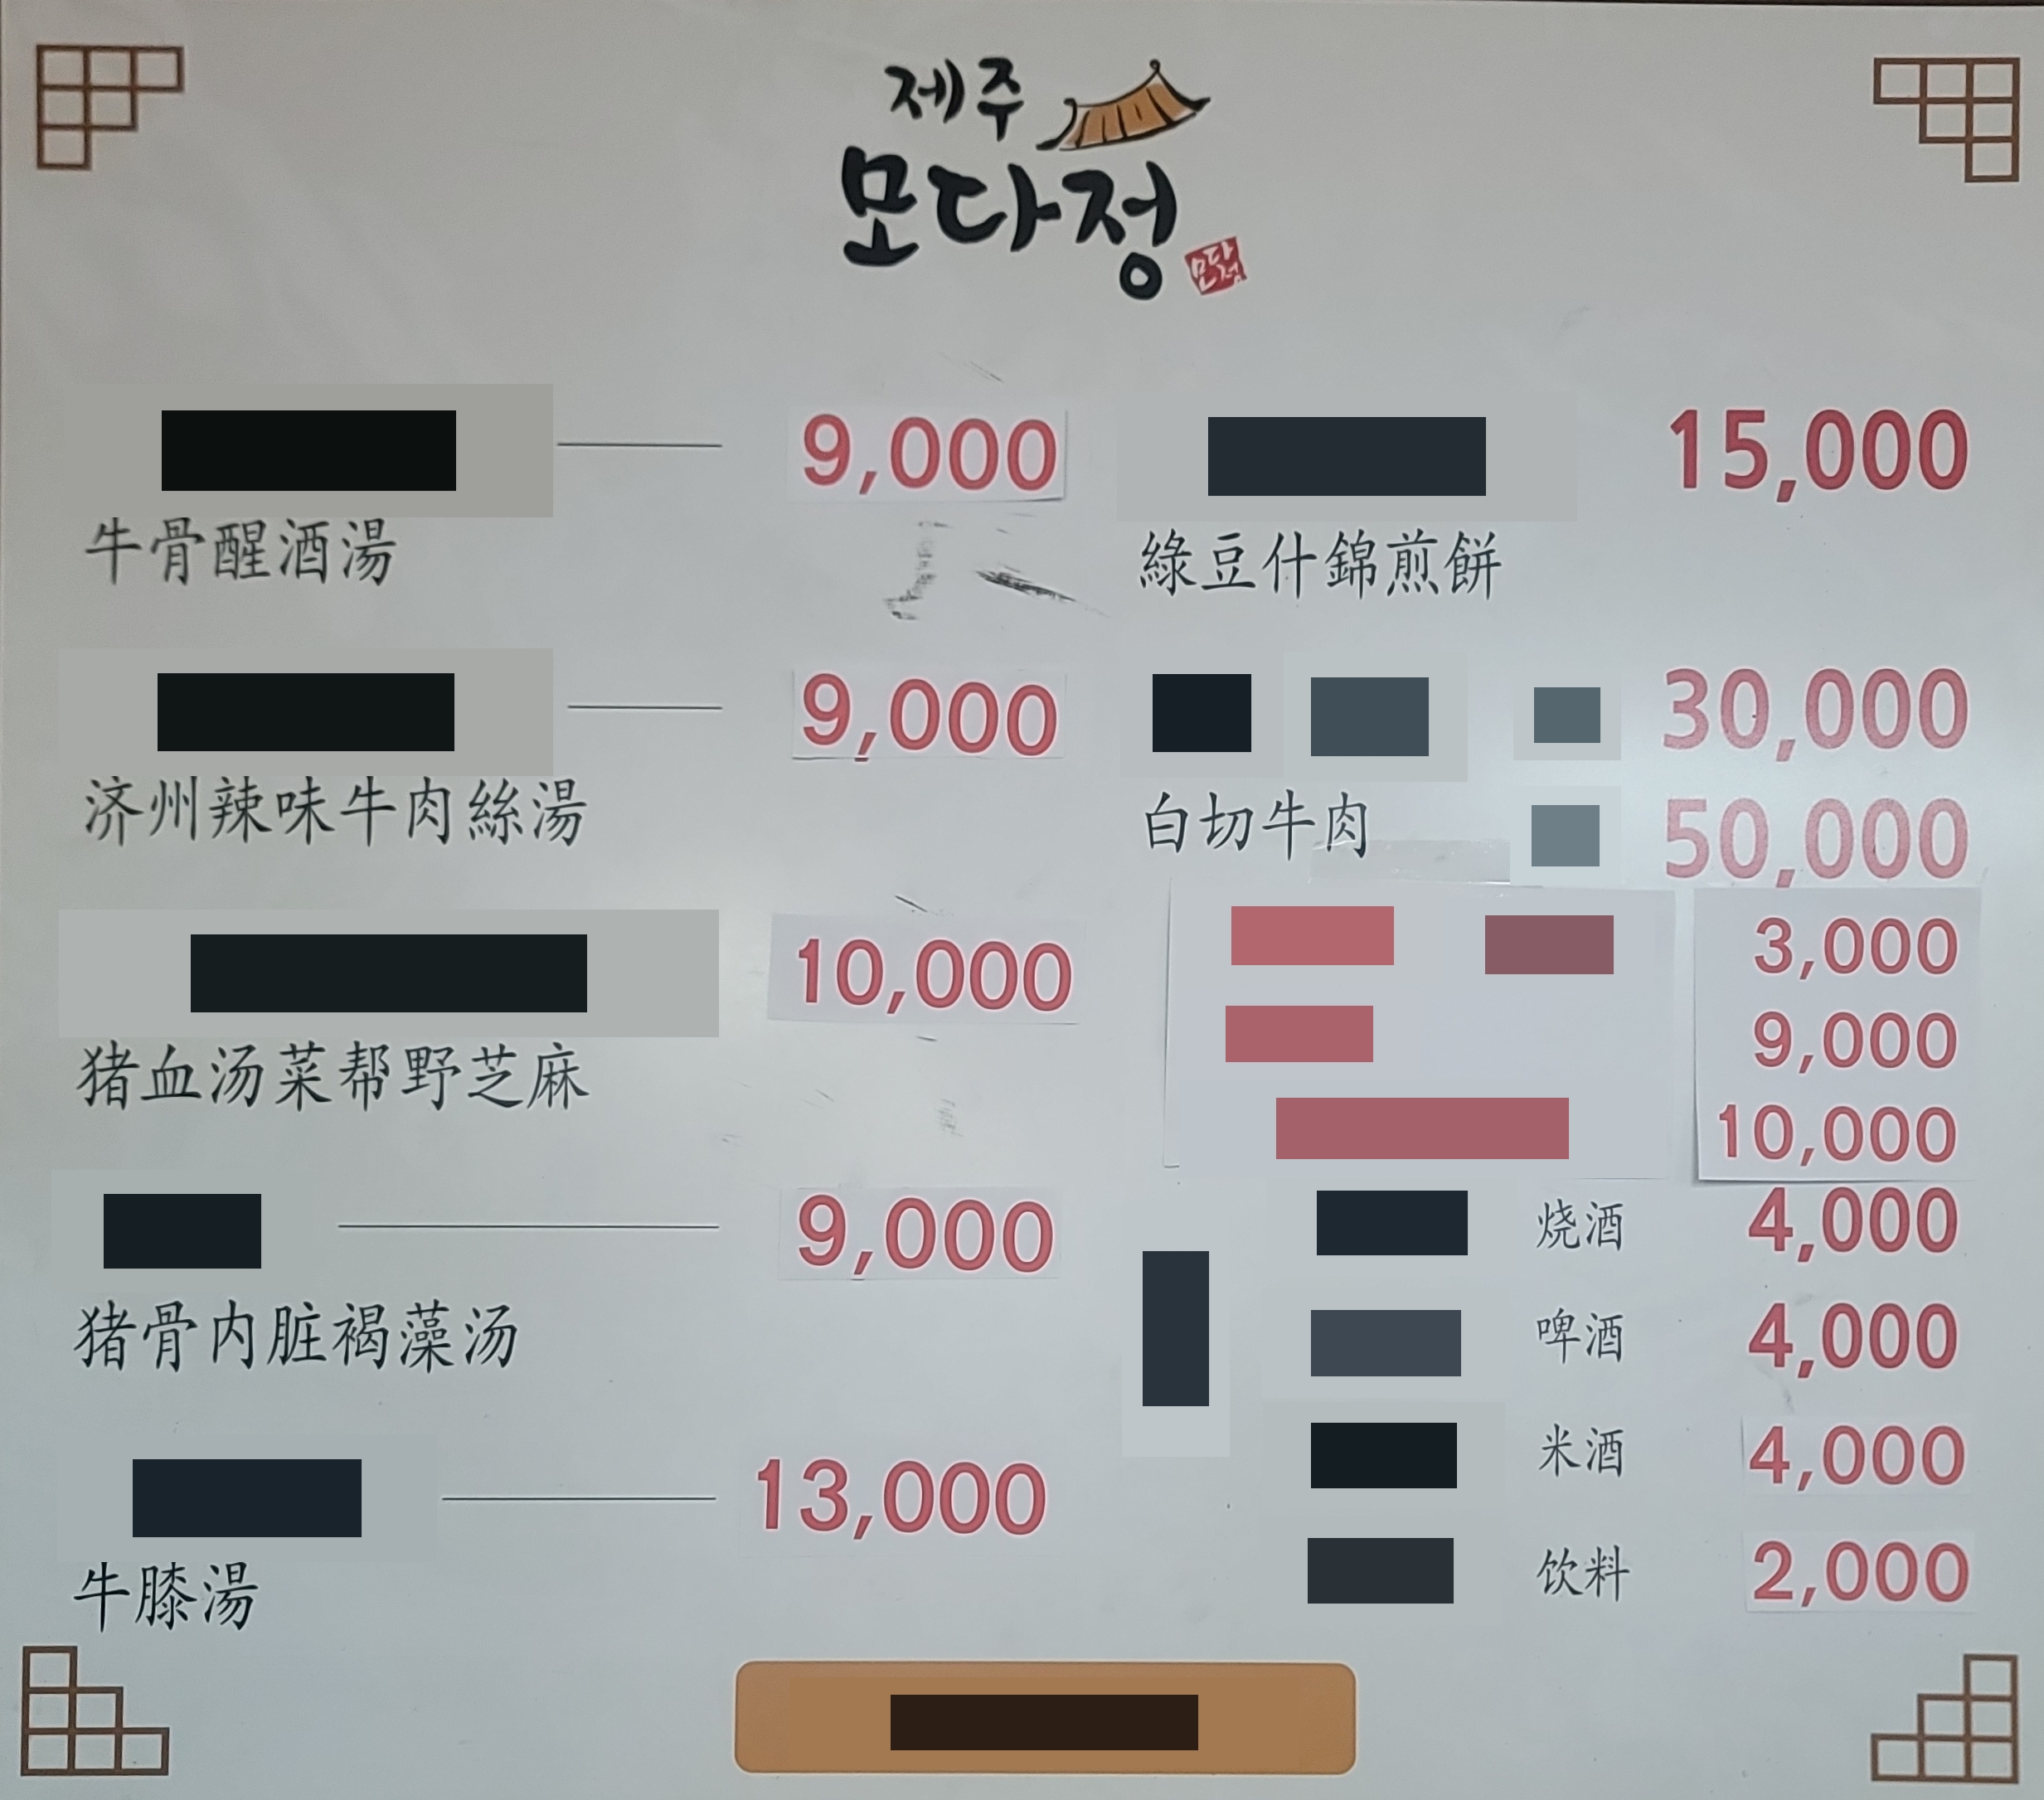 제주
모다정
모다정
9,000
牛骨醒酒湯
9,000
济州辣味牛肉絲湯
10,000
猪血汤菜帮野芝麻
9,000
猪骨内脏褐藻汤
13,000
牛膝湯
15,000
綠豆什錦煎餅
30,000
白切牛肉
50,000
3,000
9,000
10,000
烧酒 4,000
啤酒 4,000
米酒 4,000
饮料 2,000